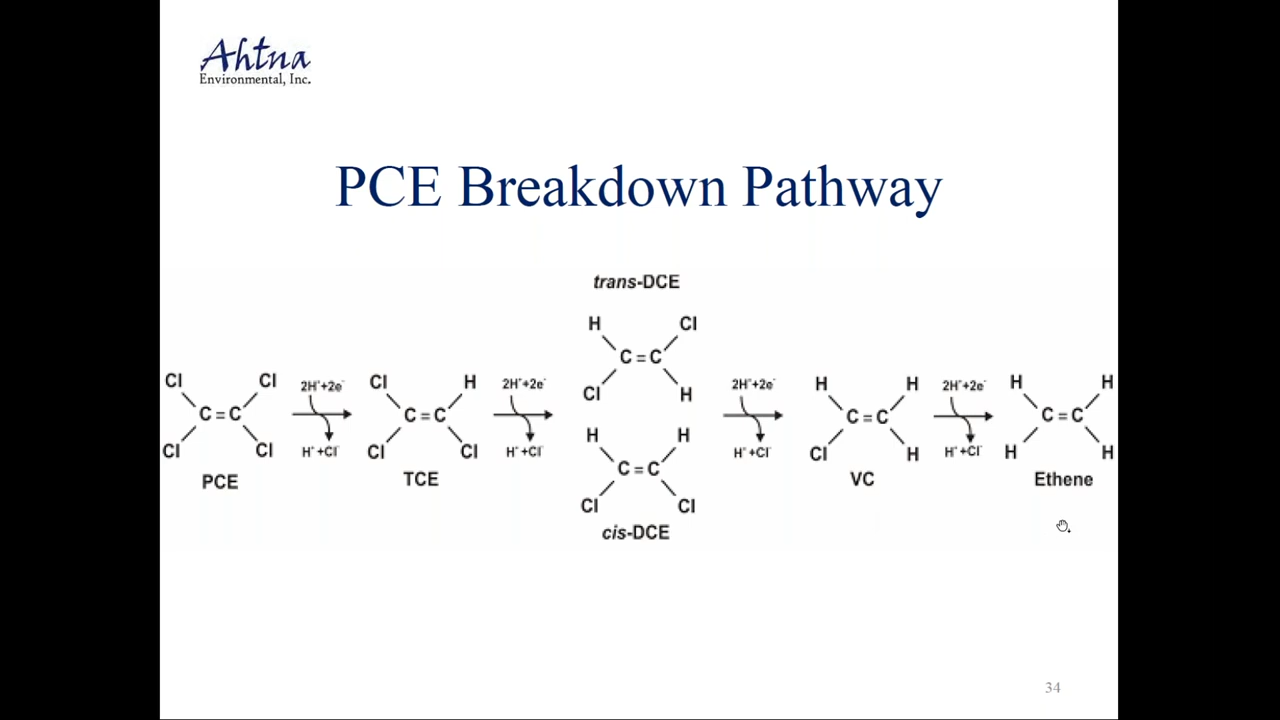 Ahtna
Environmental, Inc.
PCE Breakdown Pathway
trans-DCE
H Cl
C=C
Cl H
Cl Cl
C=C
Cl Cl
PCE
2H⁺+2e⁻
H⁺+Cl⁻
Cl H
C=C
Cl Cl
TCE
2H⁺+2e⁻
H⁺+Cl⁻
H H
C=C
Cl Cl
cis-DCE
2H⁺+2e⁻
H⁺+Cl⁻
H H
C=C
Cl H
VC
2H⁺+2e⁻
H⁺+Cl⁻
H H
C=C
H H
Ethene
34